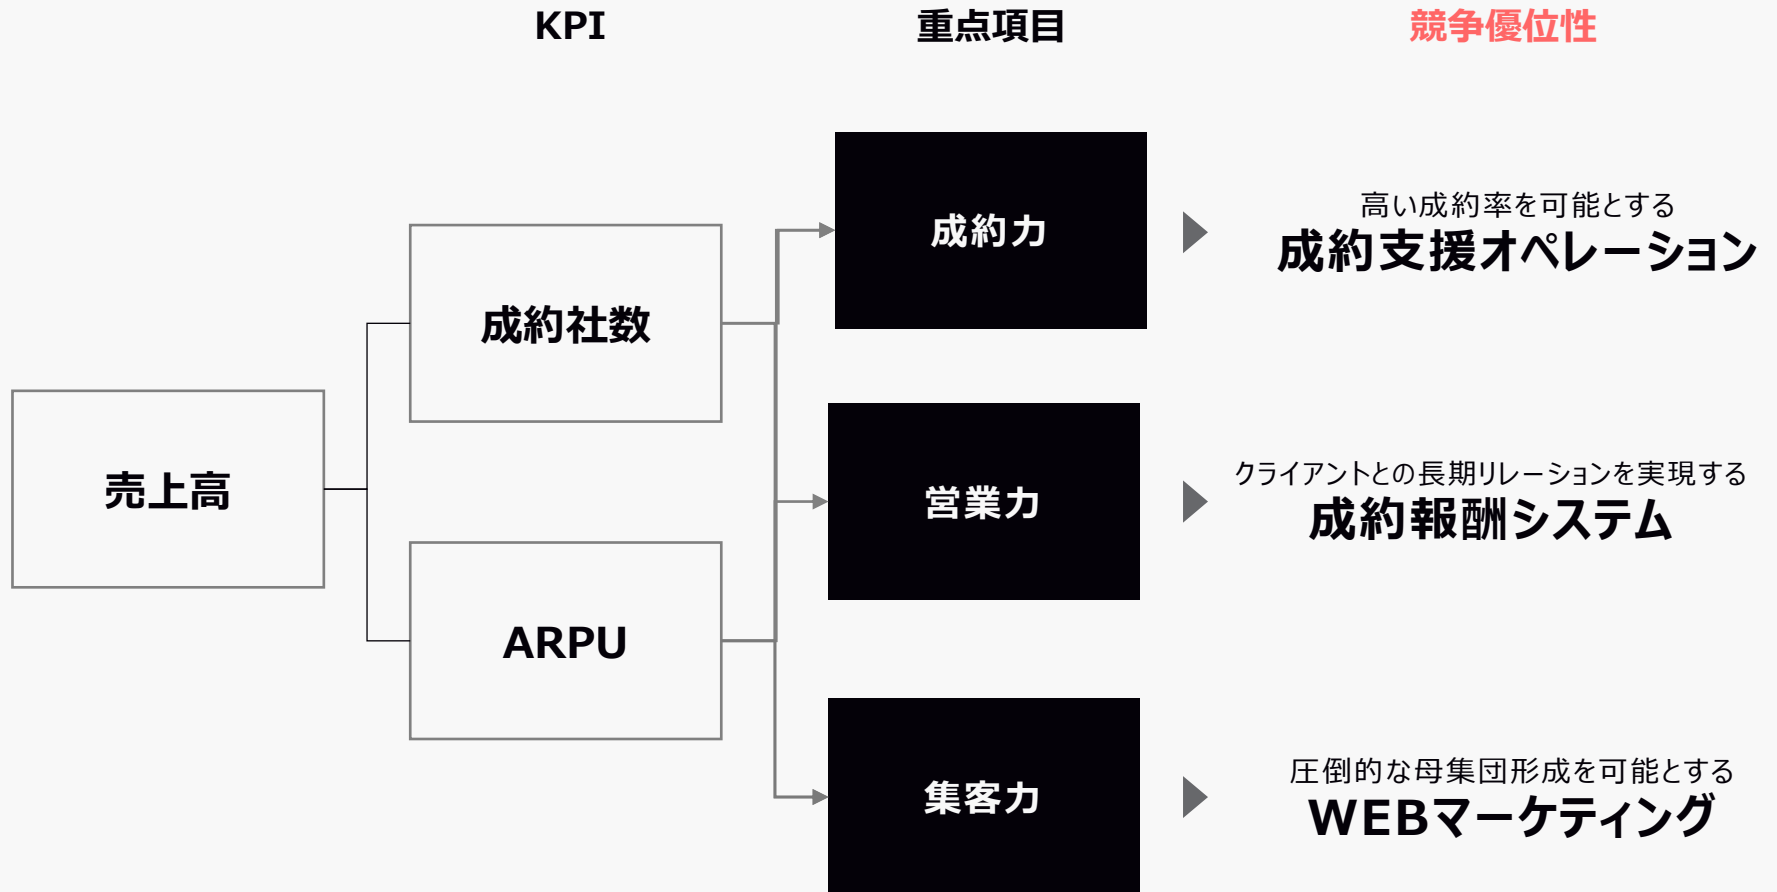 KPI
重点項目
競争優位性
売上高
成約社数
ARPU
成約力
高い成約率を可能とする
成約支援オペレーション
営業力
クライアントとの長期リレーションを実現する
成約報酬システム
集客力
圧倒的な母集団形成を可能とする
WEBマーケティング